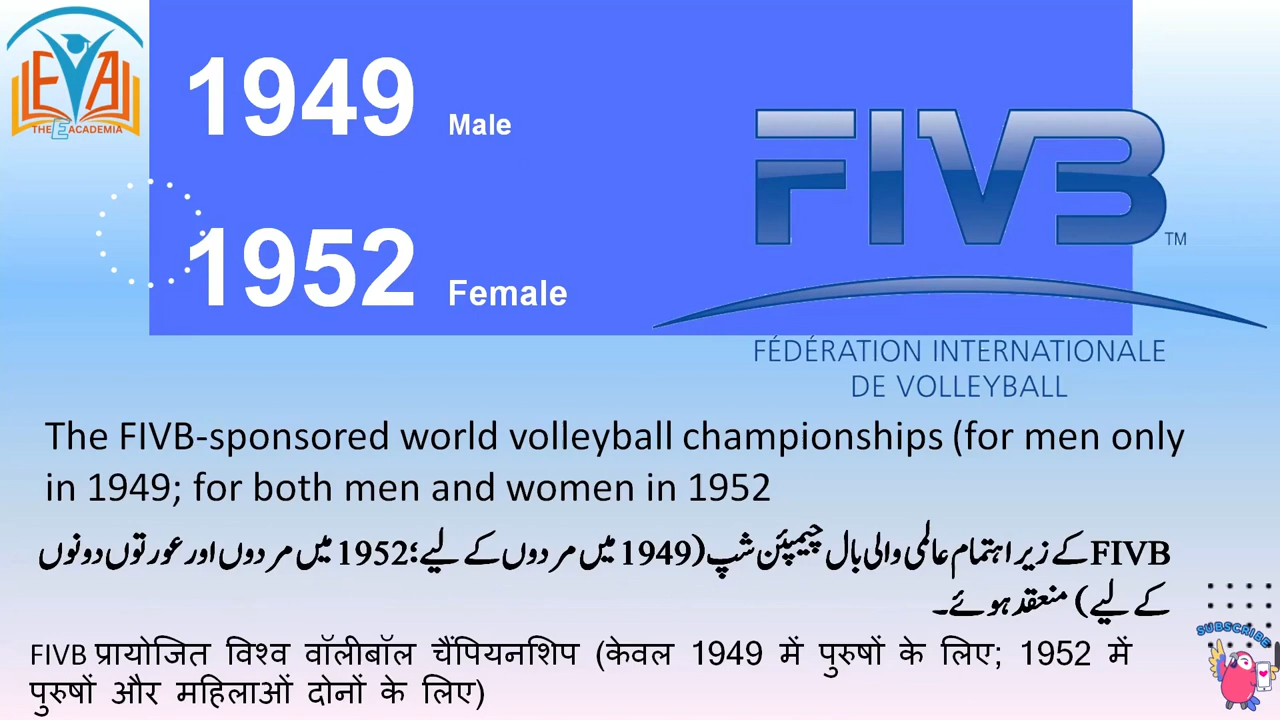 EVA
THE E ACADEMIA
1949 Male
1952 Female
FIVB
TM
FÉDÉRATION INTERNATIONALE
DE VOLLEYBALL
The FIVB-sponsored world volleyball championships (for men only
in 1949; for both men and women in 1952
FIVB کے زیر اہتمام عالمی والی بال چیمپئن شپ (1949 میں مردوں کے لیے؛ 1952 میں مردوں اور عورتوں دونوں
کے لیے) منعقد ہوئے۔
FIVB प्रायोजित विश्व वॉलीबॉल चैंपियनशिप (केवल 1949 में पुरुषों के लिए; 1952 में
पुरुषों और महिलाओं दोनों के लिए)
SUBSCRIBE